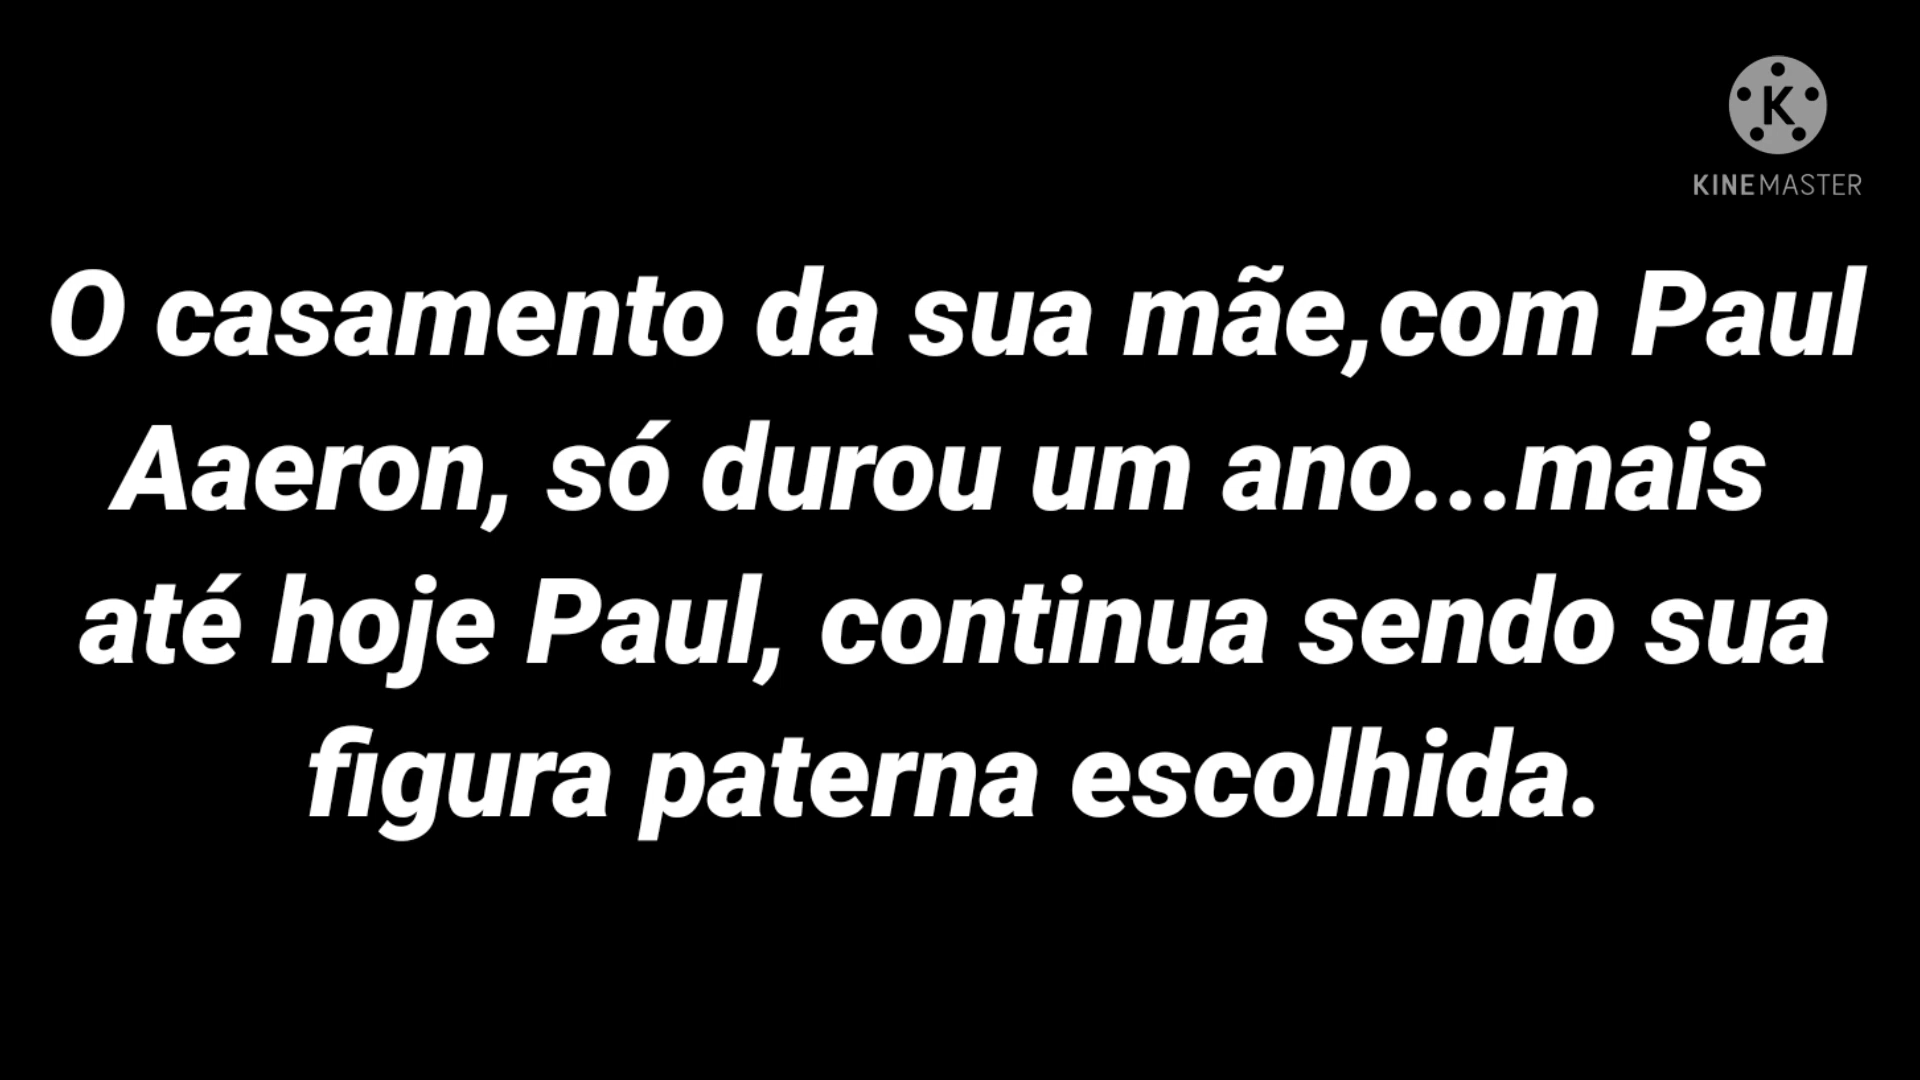 K
KINEMASTER
O casamento da sua mãe,com Paul
Aaeron, só durou um ano...mais
até hoje Paul, continua sendo sua
figura paterna escolhida.